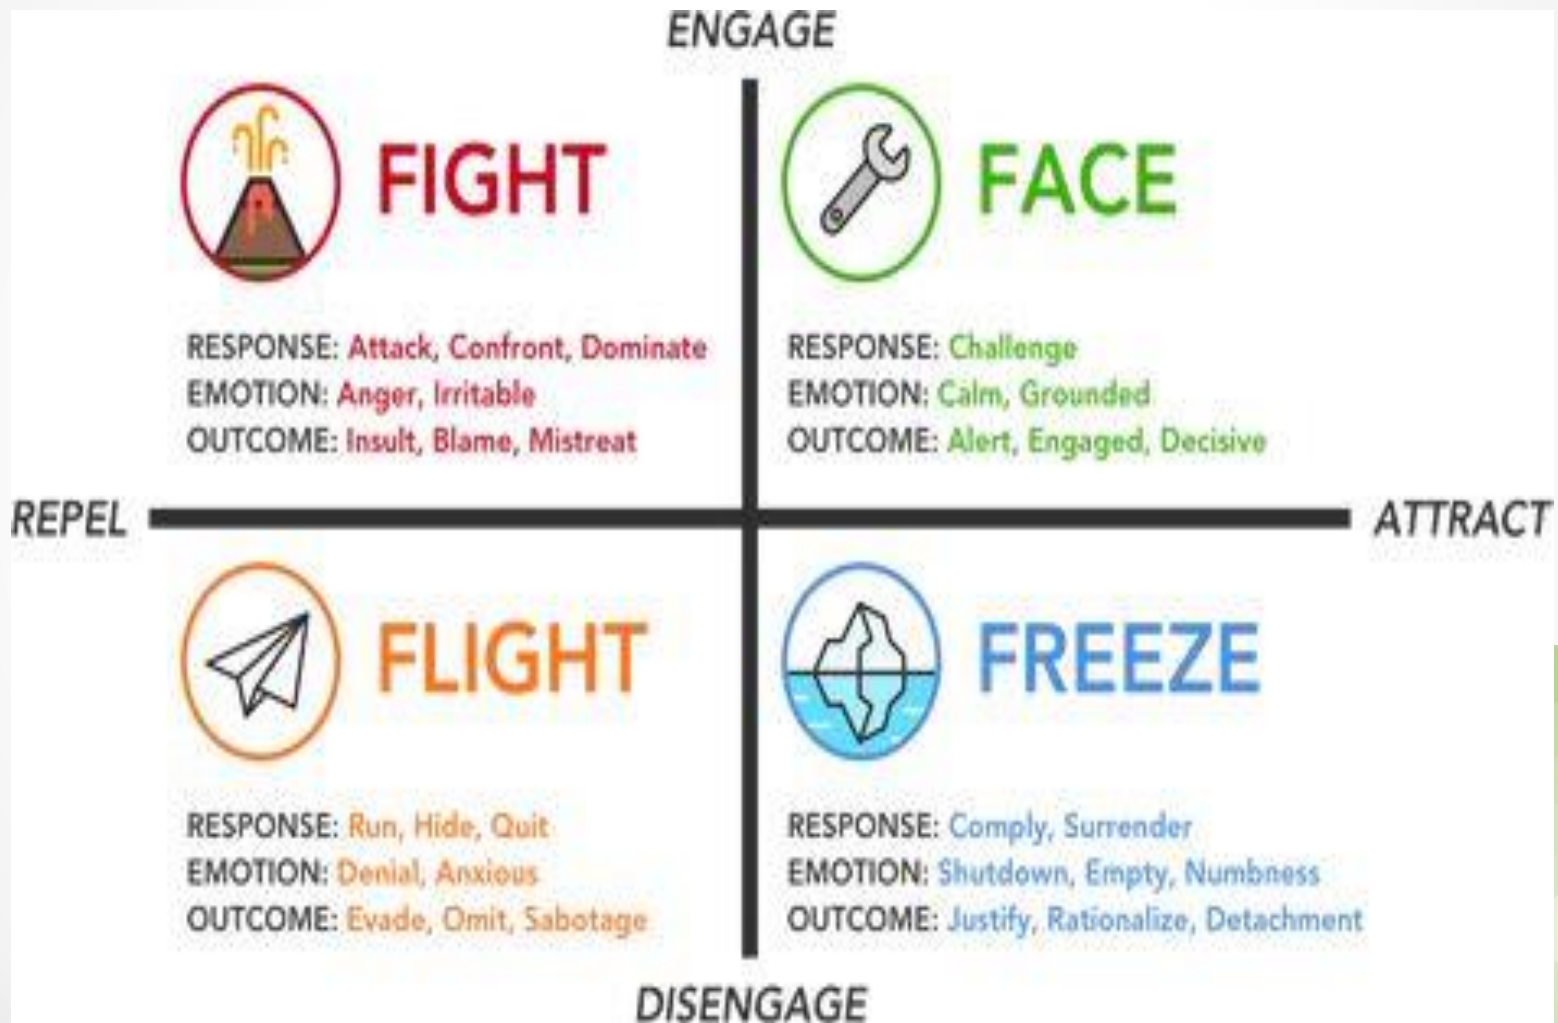 ENGAGE
FIGHT
RESPONSE: Attack, Confront, Dominate
EMOTION: Anger, Irritable
OUTCOME: Insult, Blame, Mistreat
FACE
RESPONSE: Challenge
EMOTION: Calm, Grounded
OUTCOME: Alert, Engaged, Decisive
REPEL
ATTRACT
FLIGHT
RESPONSE: Run, Hide, Quit
EMOTION: Denial, Anxious
OUTCOME: Evade, Omit, Sabotage
FREEZE
RESPONSE: Comply, Surrender
EMOTION: Shutdown, Empty, Numbness
OUTCOME: Justify, Rationalize, Detachment
DISENGAGE